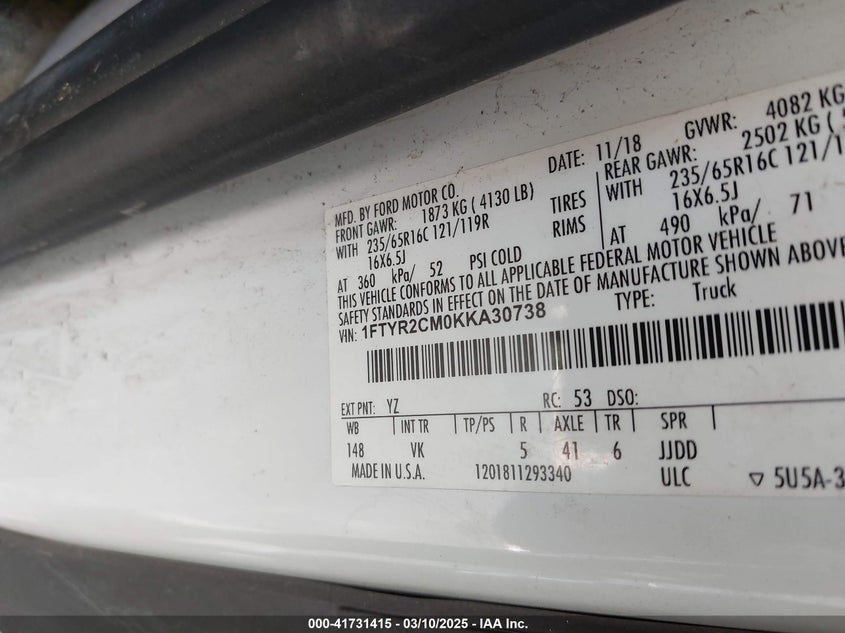 MFD. BY FORD MOTOR CO. DATE: 11/18 GVWR: 4082 KG
FRONT GAWR: 1873 KG ( 4130 LB) REAR GAWR: 2502 KG (
WITH 235/65R16C 121/119R TIRES WITH 235/65R16C 121/
16X6.5J RIMS 16X6.5J
AT 360 kPa/ 52 PSI COLD AT 490 kPa/ 71
THIS VEHICLE CONFORMS TO ALL APPLICABLE FEDERAL MOTOR VEHICLE
SAFETY STANDARDS IN EFFECT ON THE DATE OF MANUFACTURE SHOWN ABOVE
VIN: 1FTYR2CM0KKA30738 TYPE: Truck
EXT PNT: YZ RC: 53 DSO:
WB INT TR TP/PS R AXLE TR SPR
148 VK 5 41 6 JJDD
MADE IN U.S.A. 1201811293340 ULC ▽ 5U5A-3
000-41731415 - 03/10/2025 - IAA Inc.